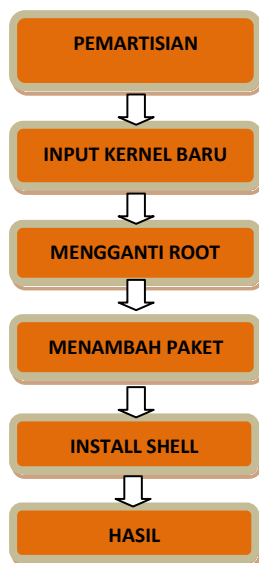 PEMARTISIAN
INPUT KERNEL BARU
MENGGANTI ROOT
MENAMBAH PAKET
INSTALL SHELL
HASIL